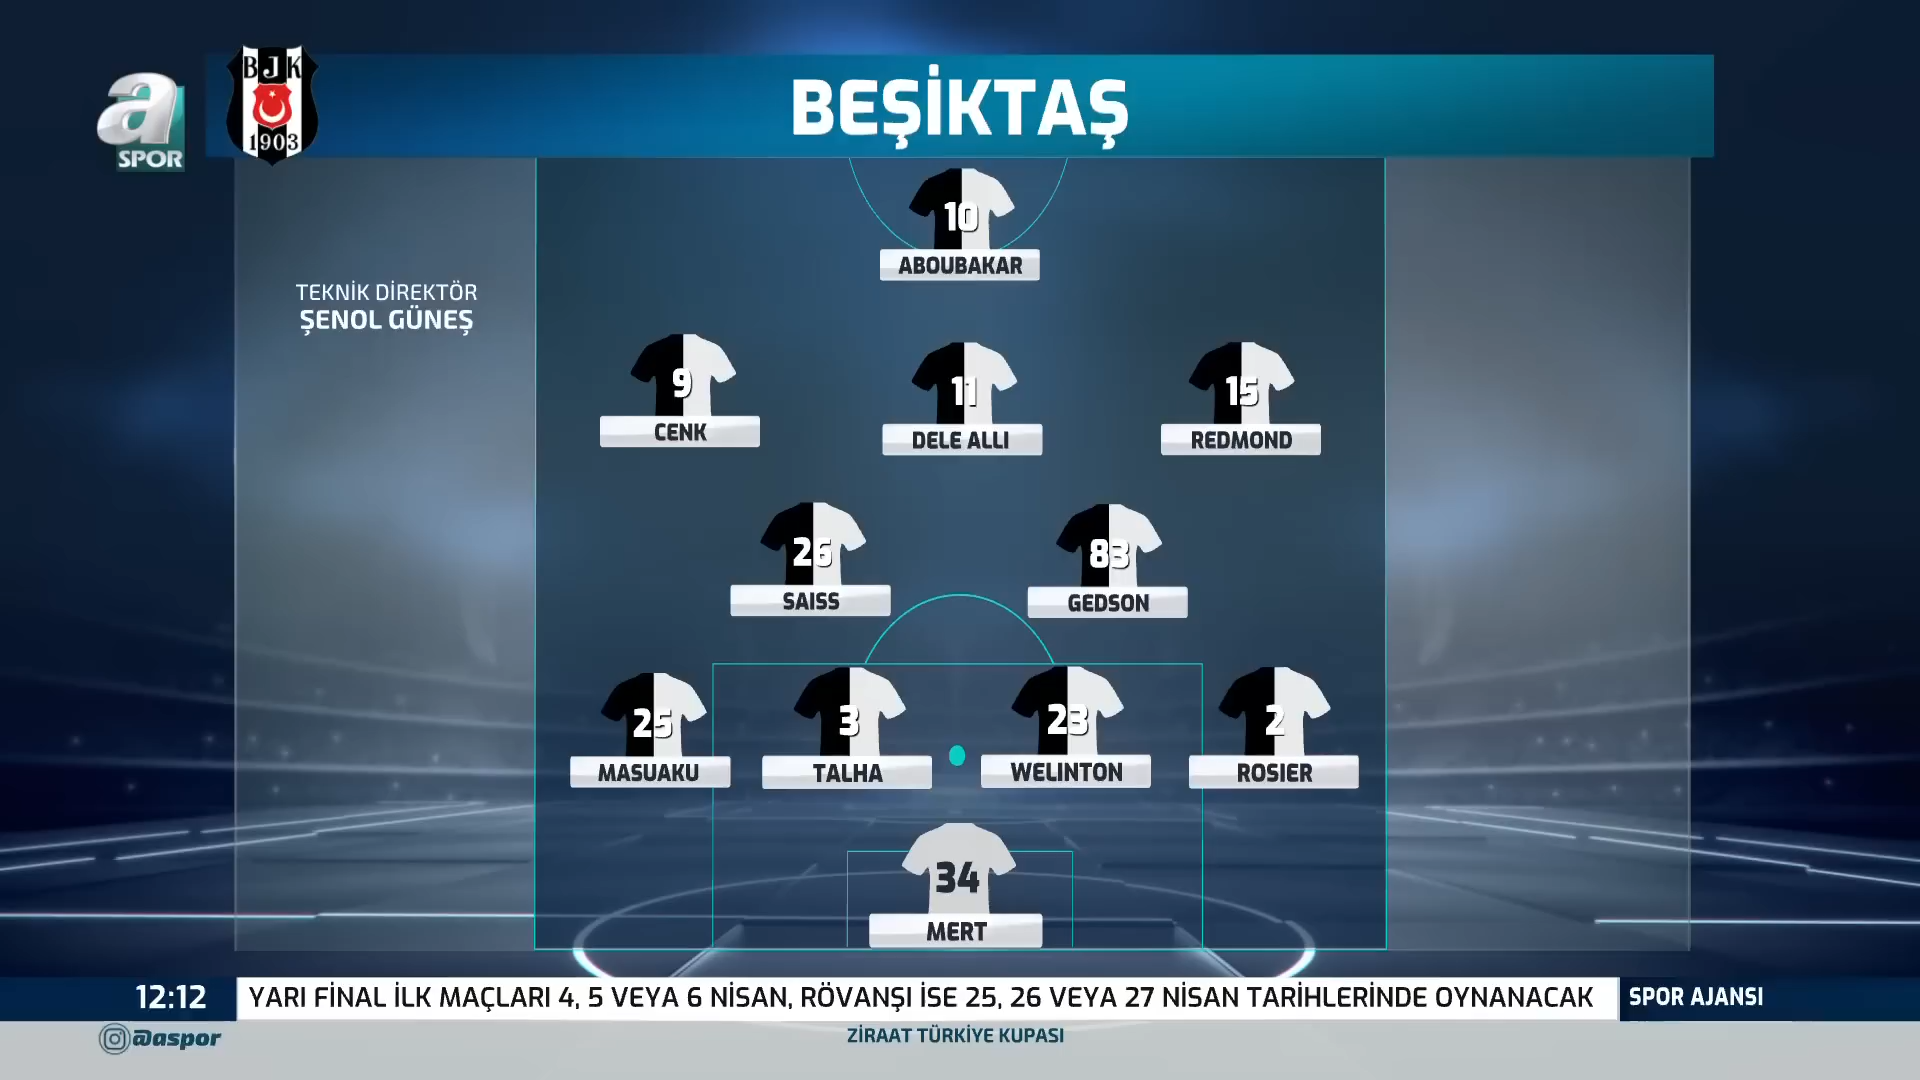 BJK
1903
a
SPOR
BEŞİKTAŞ
TEKNİK DİREKTÖR
ŞENOL GÜNEŞ
10
ABOUBAKAR
9
CENK
11
DELE ALLI
15
REDMOND
26
SAISS
83
GEDSON
25
MASUAKU
3
TALHA
23
WELINTON
2
ROSIER
34
MERT
12:12
YARI FİNAL İLK MAÇLARI 4, 5 VEYA 6 NİSAN, RÖVANŞI İSE 25, 26 VEYA 27 NİSAN TARİHLERİNDE OYNANACAK
SPOR AJANSI
@aspor
ZİRAAT TÜRKİYE KUPASI